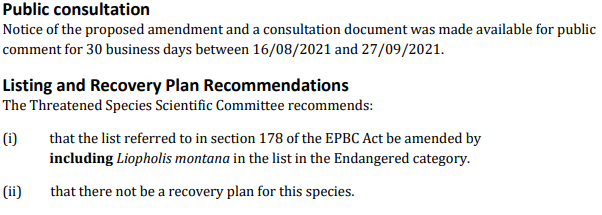 Public consultation
Notice of the proposed amendment and a consultation document was made available for public
comment for 30 business days between 16/08/2021 and 27/09/2021.
Listing and Recovery Plan Recommendations
The Threatened Species Scientific Committee recommends:
(i) that the list referred to in section 178 of the EPBC Act be amended by
including Liopholis montana in the list in the Endangered category.
(ii) that there not be a recovery plan for this species.